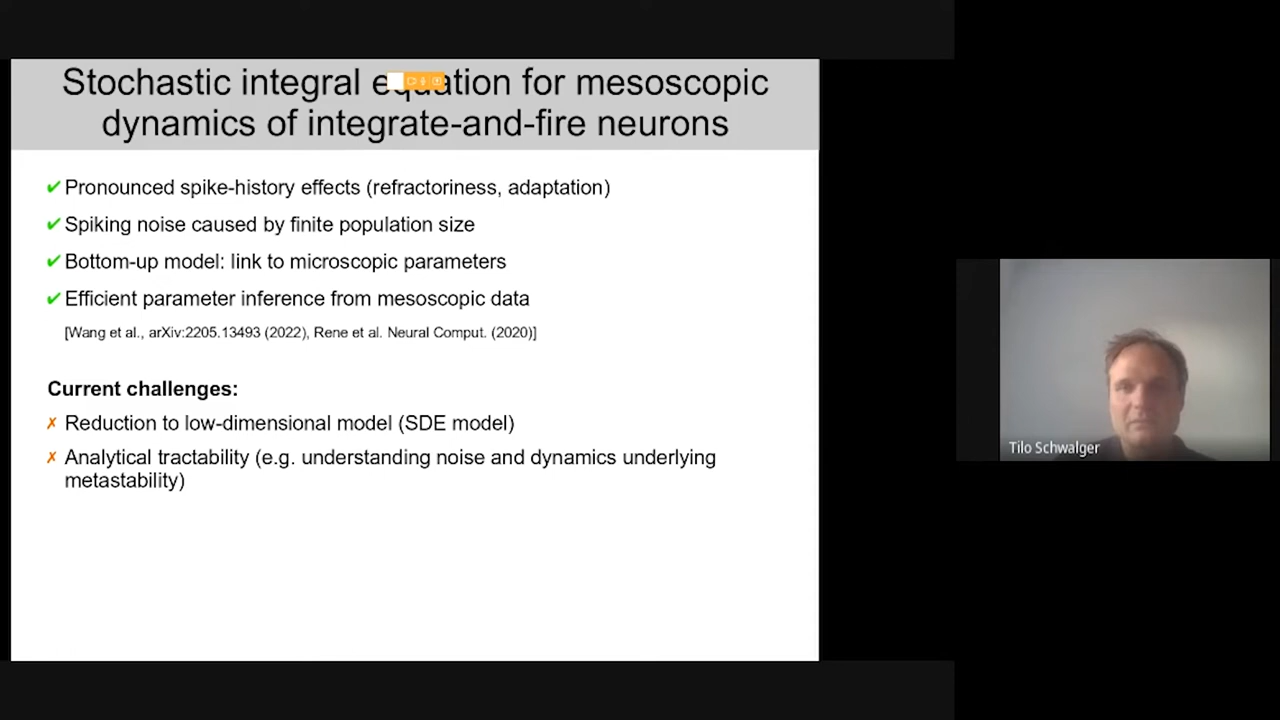 Stochastic integral equation for mesoscopic
dynamics of integrate-and-fire neurons
✔ Pronounced spike-history effects (refractoriness, adaptation)
✔ Spiking noise caused by finite population size
✔ Bottom-up model: link to microscopic parameters
✔ Efficient parameter inference from mesoscopic data
[Wang et al., arXiv:2205.13493 (2022), Rene et al. Neural Comput. (2020)]
Current challenges:
✗ Reduction to low-dimensional model (SDE model)
✗ Analytical tractability (e.g. understanding noise and dynamics underlying
metastability)
Tilo Schwalger